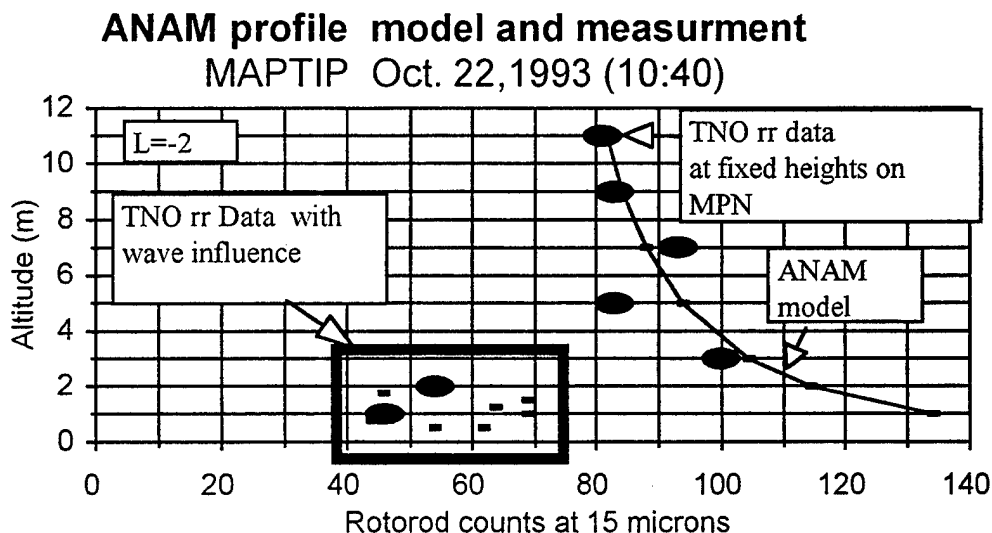 ANAM profile model and measurment
MAPTIP Oct. 22,1993 (10:40)
12
10
8
6
4
2
0
Altitude (m)
L=-2
TNO rr Data with
wave influence
TNO rr data
at fixed heights on
MPN
ANAM
model
0 20 40 60 80 100 120 140
Rotorod counts at 15 microns